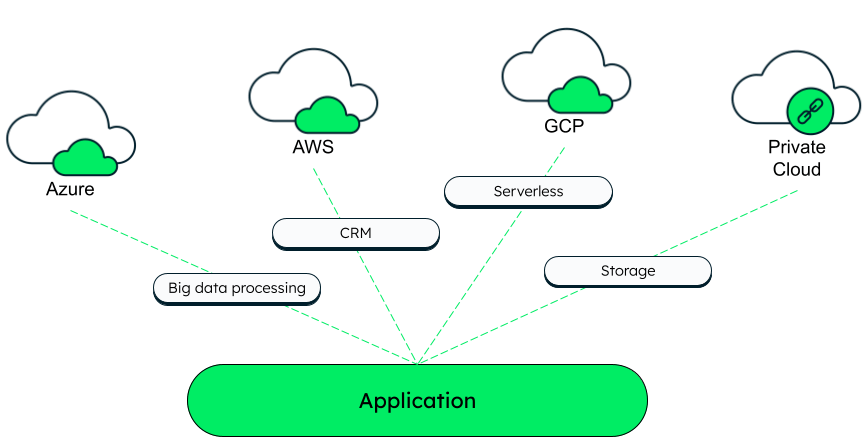 Azure
AWS
GCP
Private
Cloud
Serverless
CRM
Storage
Big data processing
Application